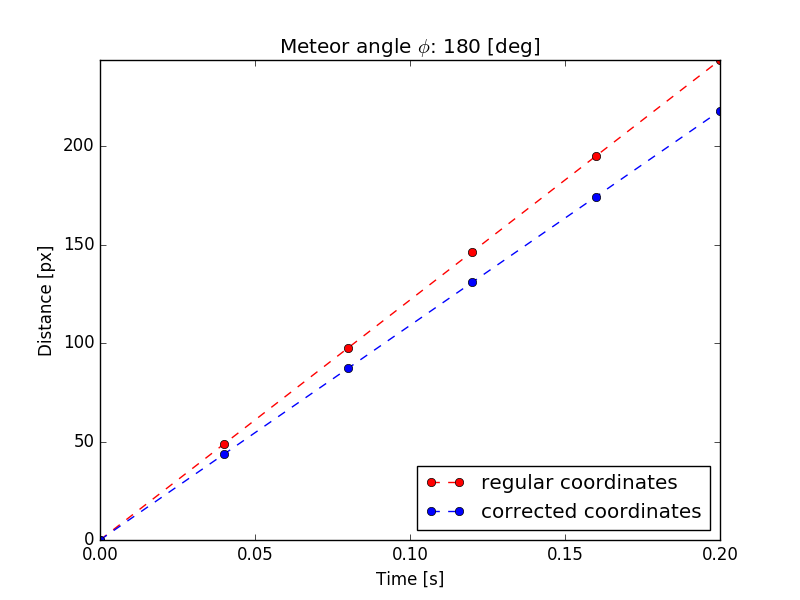 Meteor angle ϕ: 180 [deg]
Distance [px]
200
150
100
50
0
0.00 0.05 0.10 0.15 0.20
Time [s]
regular coordinates
corrected coordinates